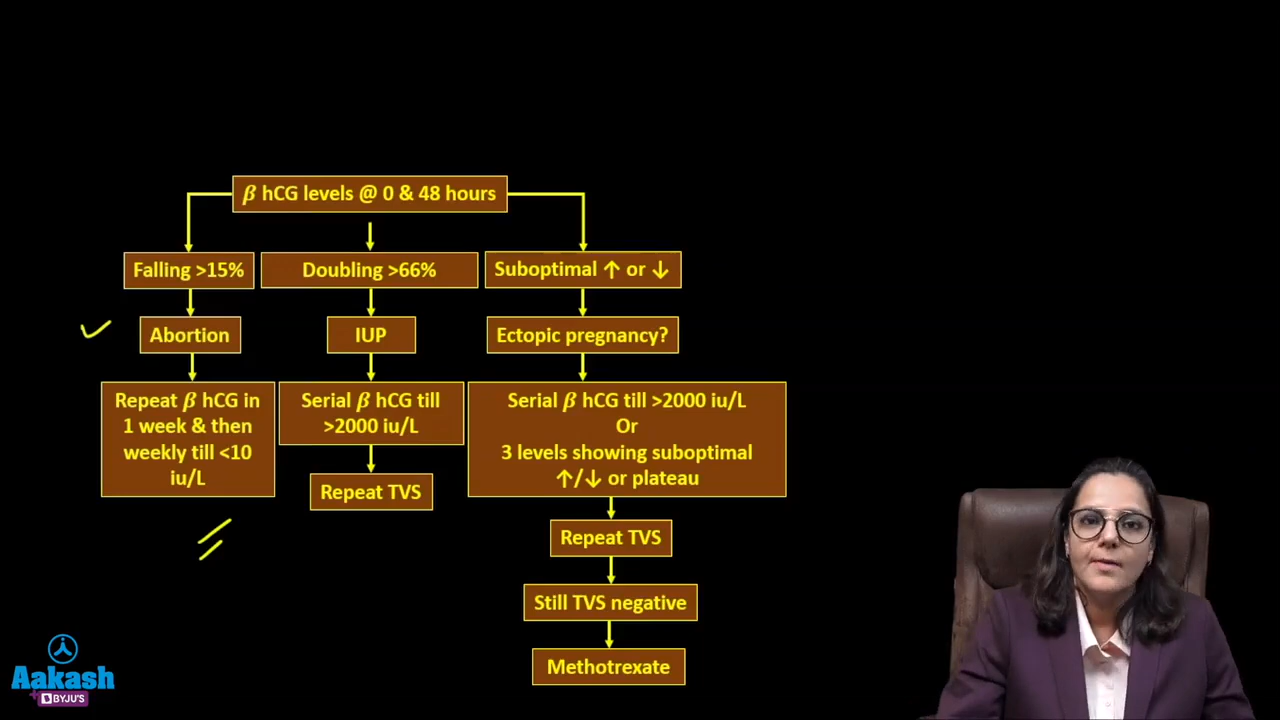 β hCG levels @ 0 & 48 hours
Falling >15%
Doubling >66%
Suboptimal ↑ or ↓
Abortion
IUP
Ectopic pregnancy?
Repeat β hCG in
1 week & then
weekly till <10
iu/L
Serial β hCG till
>2000 iu/L
Serial β hCG till >2000 iu/L
Or
3 levels showing suboptimal
↑/↓ or plateau
Repeat TVS
Repeat TVS
Still TVS negative
Methotrexate
Aakash
+ BYJU'S